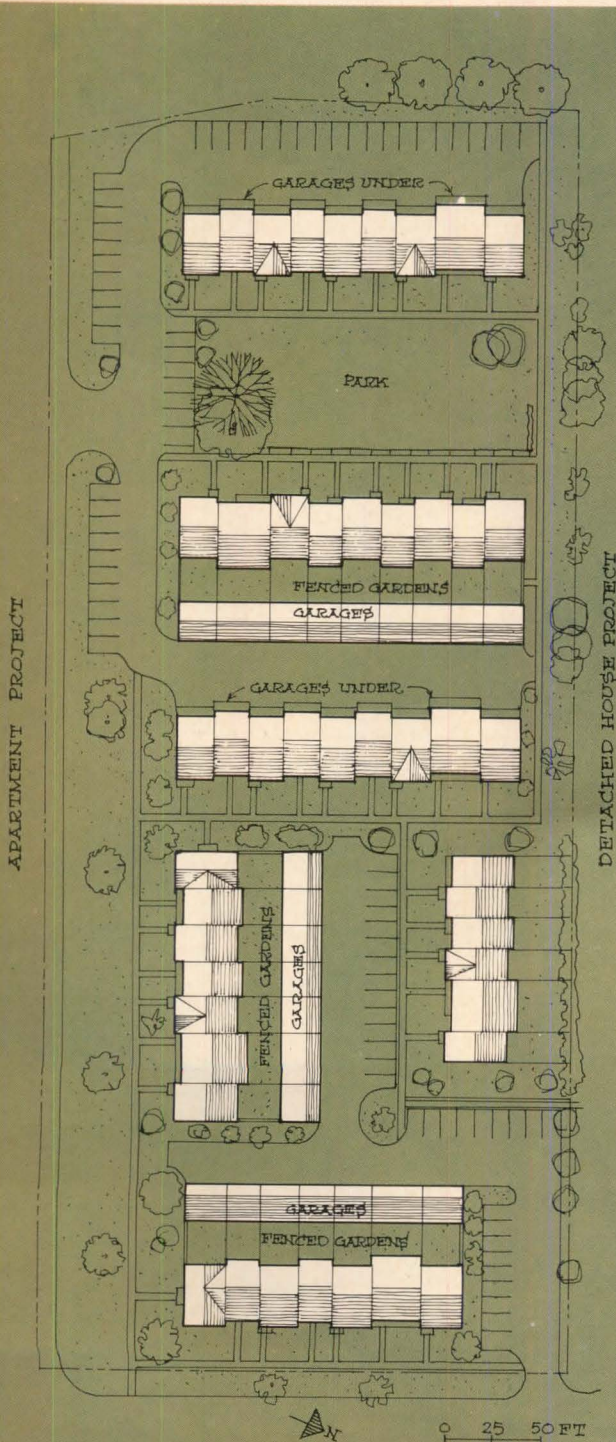 GARAGES UNDER
PARK
FENCED GARDENS
GARAGES
GARAGES UNDER
APARTMENT PROJECT
DETACHED HOUSE PROJECT
FENCED GARDENS
GARAGES
GARAGES
FENCED GARDENS
N
0 25 50 FT